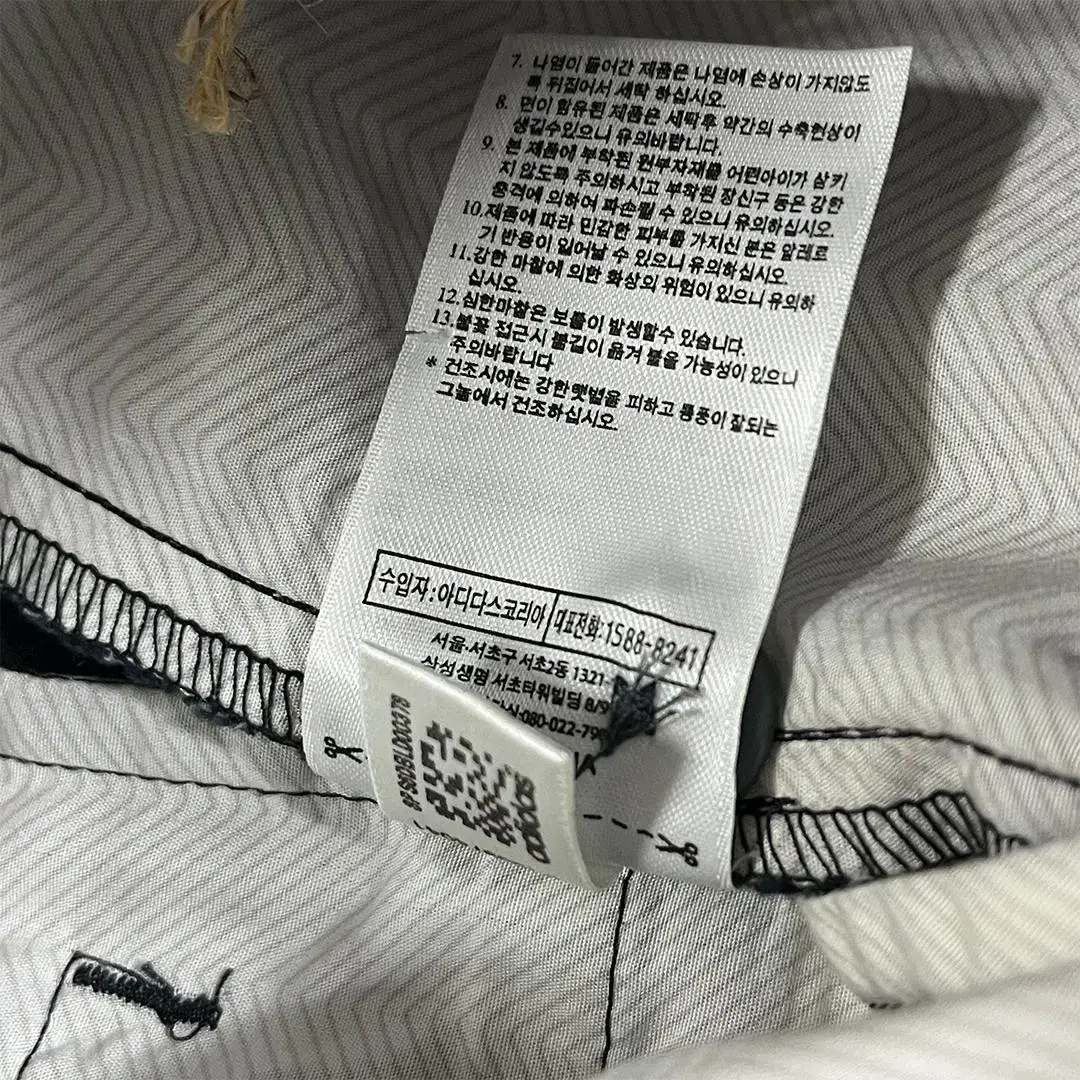 7. 나염이 들어간 제품은 나염에 손상이 가지않도
록 뒤집어서 세탁 하십시오.
8. 면이 함유된 제품은 세탁후 약간의 수축현상이
생길수있으니 유의바랍니다.
9. 본 제품에 부착된 원부자재를 어린아이가 삼키
지 않도록 주의하시고 부착된 장신구 등은 강한
충격에 의하여 파손될 수 있으니 유의하십시오.
10.제품에 따라 민감한 피부를 가지신 분은 알레르
기 반응이 일어날 수 있으니 유의하십시오.
11.강한 마찰에 의한 화상의 위험이 있으니 유의하
십시오.
12.심한마찰은 보풀이 발생할수 있습니다.
13.불꽃 접근시 불길이 옮겨 붙을 가능성이 있으니
주의바랍니다
* 건조시에는 강한햇볕을 피하고 통풍이 잘되는
그늘에서 건조하십시오.
수입자:아디다스코리아 대표전화:1588-8241
서울·서초구 서초2동 1321-
삼성생명 서초타워빌딩 8/9
080-022-79
adidas